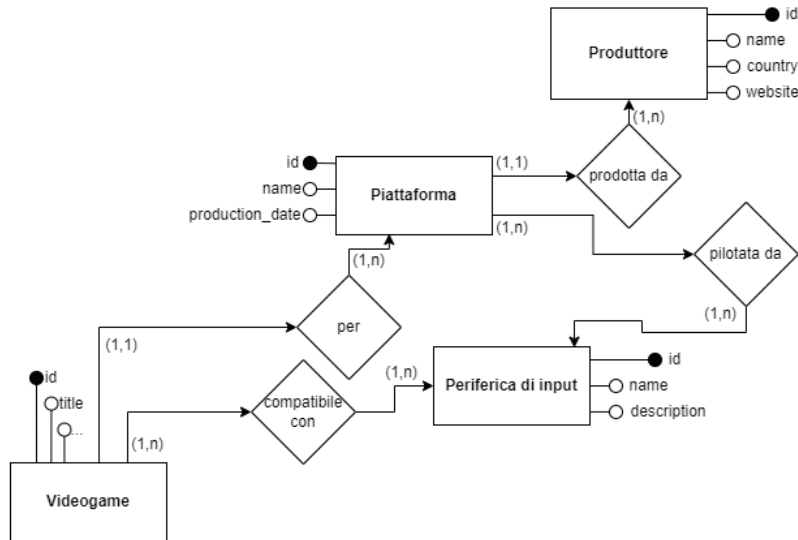 id
name
Produttore
country
website
(1,n)
id
(1,1)
prodotta da
name
Piattaforma
production_date
(1,n)
pilotata da
(1,n)
per
(1,n)
(1,1)
id
(1,n)
id
name
title
compatibile
con
Periferica di input
description
...
(1,n)
Videogame